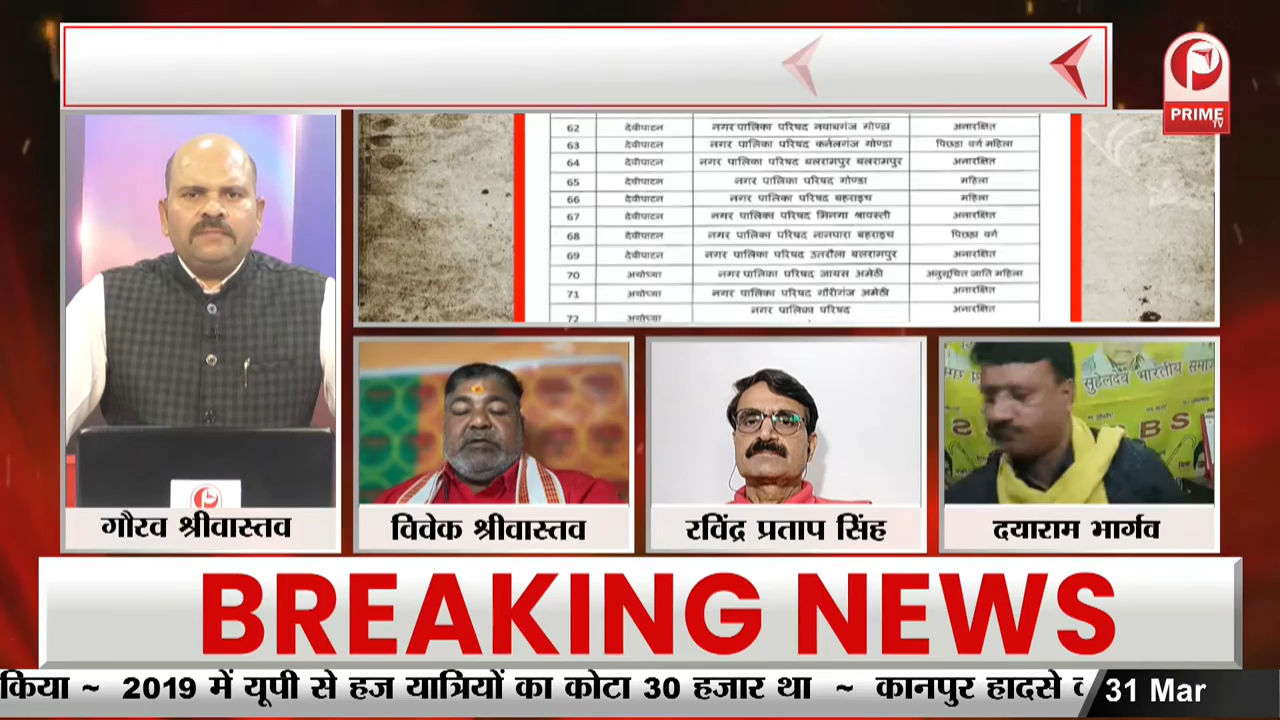 PRIME
TV
62 देवीपाटन नगर पालिका परिषद नवाबगंज गोण्डा अनारक्षित
63 देवीपाटन नगर पालिका परिषद कर्नलगंज गोण्डा पिछडा वर्ग महिला
64 देवीपाटन नगर पालिका परिषद बलरामपुर बलरामपुर अनारक्षित
65 देवीपाटन नगर पालिका परिषद गोण्डा महिला
66 देवीपाटन नगर पालिका परिषद बहराइच महिला
67 देवीपाटन नगर पालिका परिषद भिनगा श्रावस्ती अनारक्षित
68 देवीपाटन नगर पालिका परिषद नानपारा बहराइच पिछडा वर्ग
69 देवीपाटन नगर पालिका परिषद उतरौला बलरामपुर अनारक्षित
70 अयोध्या नगर पालिका परिषद जायस अमेठी अनुसूचित जाति महिला
71 अयोध्या नगर पालिका परिषद गौरीगंज अमेठी अनारक्षित
72 अयोध्या नगर पालिका परिषद अनारक्षित
सुहेलदेव भारतीय समाज
S BS
गौरव श्रीवास्तव
विवेक श्रीवास्तव
रविंद्र प्रताप सिंह
दयाराम भार्गव
BREAKING NEWS
किया ~ 2019 में यूपी से हज यात्रियों का कोटा 30 हजार था ~ कानपुर हादसे
31 Mar